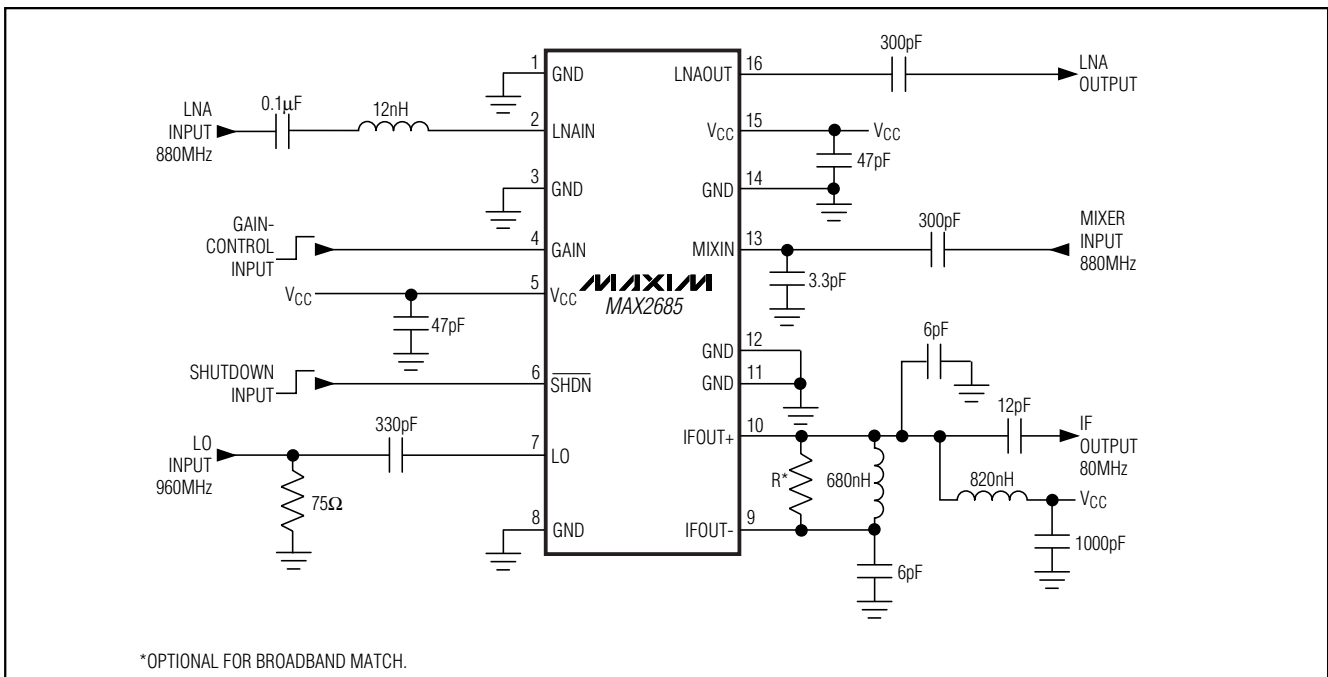 1
GND
LNA
INPUT
880MHz
0.1µF
12nH
2
LNAIN
3
GND
GAIN-
CONTROL
INPUT
4
GAIN
VCC
5
VCC
47pF
SHUTDOWN
INPUT
6
SHDN
LO
INPUT
960MHz
330pF
7
LO
75Ω
8
GND
MAXIM
MAX2685
300pF
LNAOUT
16
LNA
OUTPUT
VCC
15
VCC
47pF
GND
14
300pF
MIXER
INPUT
880MHz
MIXIN
13
3.3pF
GND
12
GND
11
6pF
12pF
IFOUT+
10
IF
OUTPUT
80MHz
R*
680nH
820nH
VCC
IFOUT-
9
1000pF
6pF
*OPTIONAL FOR BROADBAND MATCH.